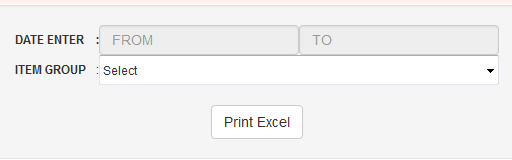 DATE ENTER : FROM TO
ITEM GROUP : Select
Print Excel